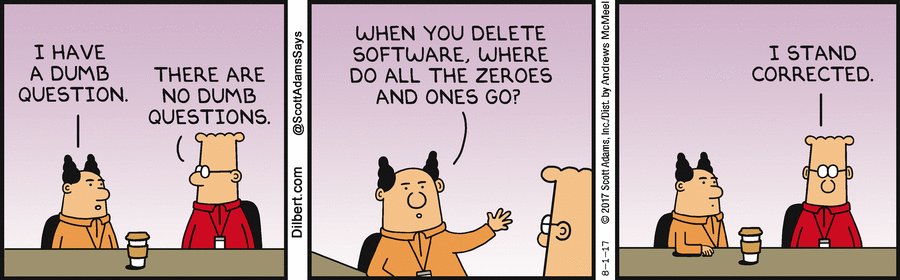 I HAVE
A DUMB
QUESTION.
THERE ARE
NO DUMB
QUESTIONS.
Dilbert.com @ScottAdamsSays
WHEN YOU DELETE
SOFTWARE, WHERE
DO ALL THE ZEROES
AND ONES GO?
8-1-17 © 2017 Scott Adams, Inc./Dist. by Andrews McMeel
I STAND
CORRECTED.